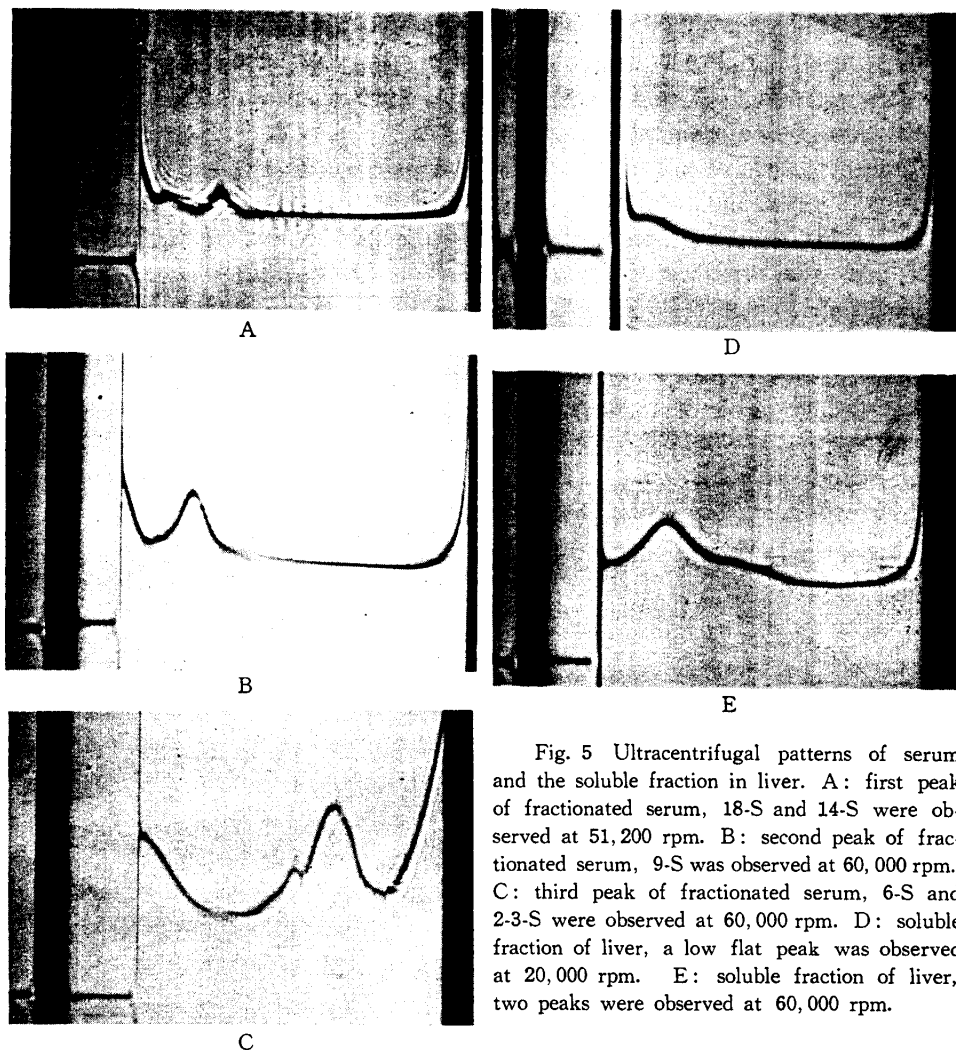 A
D
B
E
C
Fig. 5 Ultracentrifugal patterns of serum
and the soluble fraction in liver. A: first peak
of fractionated serum, 18-S and 14-S were ob-
served at 51,200 rpm. B: second peak of frac-
tionated serum, 9-S was observed at 60,000 rpm.
C: third peak of fractionated serum, 6-S and
2-3-S were observed at 60,000 rpm. D: soluble
fraction of liver, a low flat peak was observed
at 20,000 rpm. E: soluble fraction of liver,
two peaks were observed at 60,000 rpm.